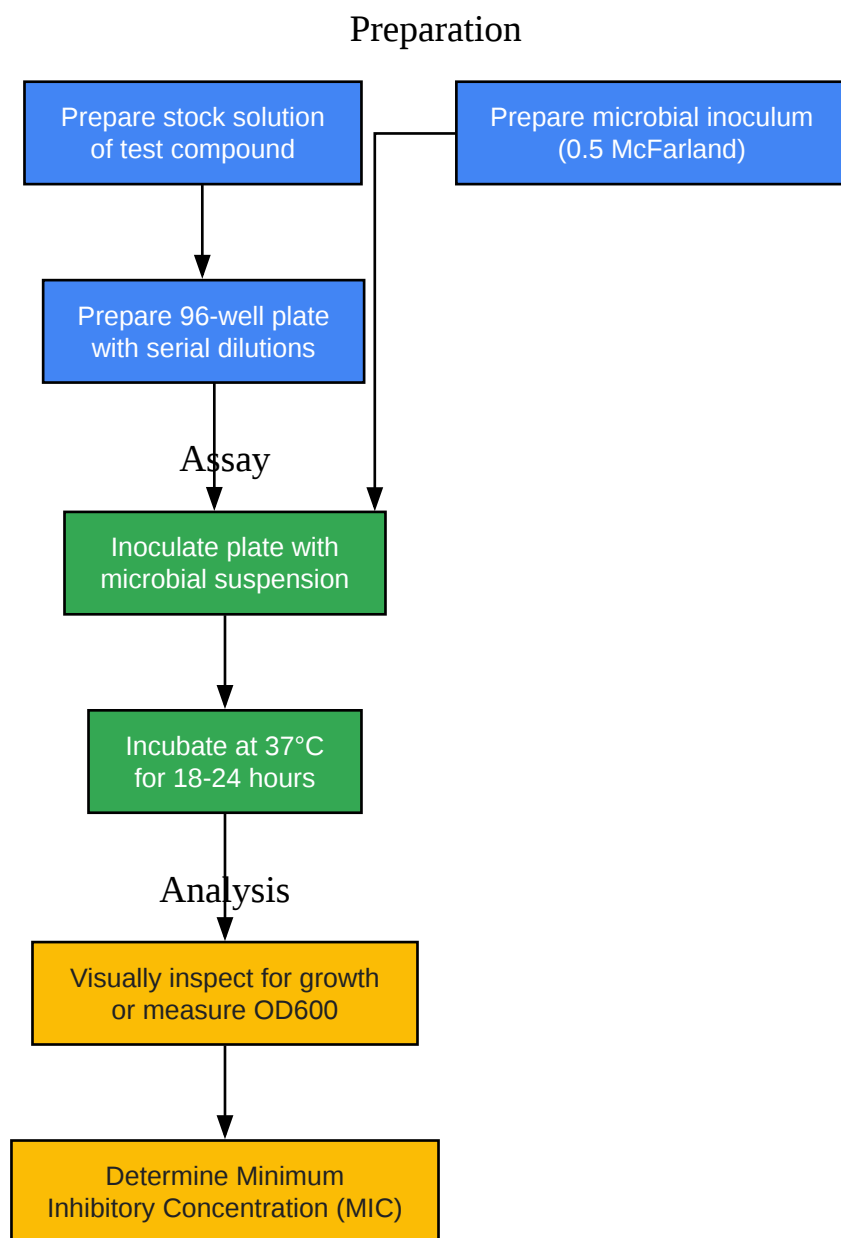 Preparation
Prepare stock solution
of test compound
Prepare microbial inoculum
(0.5 McFarland)
Prepare 96-well plate
with serial dilutions
Assay
Inoculate plate with
microbial suspension
Incubate at 37°C
for 18-24 hours
Analysis
Visually inspect for growth
or measure OD600
Determine Minimum
Inhibitory Concentration (MIC)